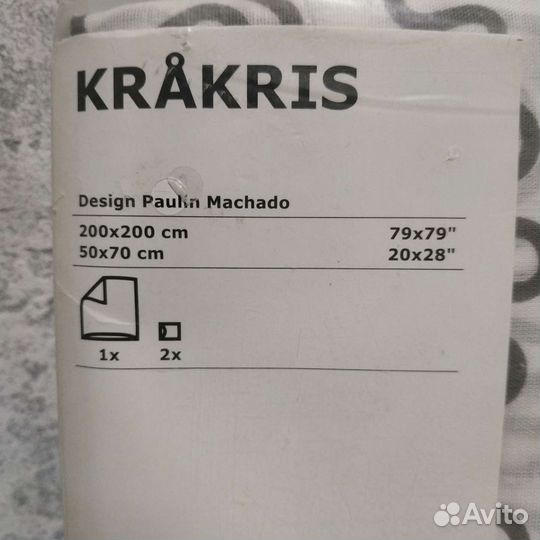 KRÅKRIS
Design Paulin Machado
200x200 cm 79x79"
50x70 cm 20x28"
1x 2x
Avito